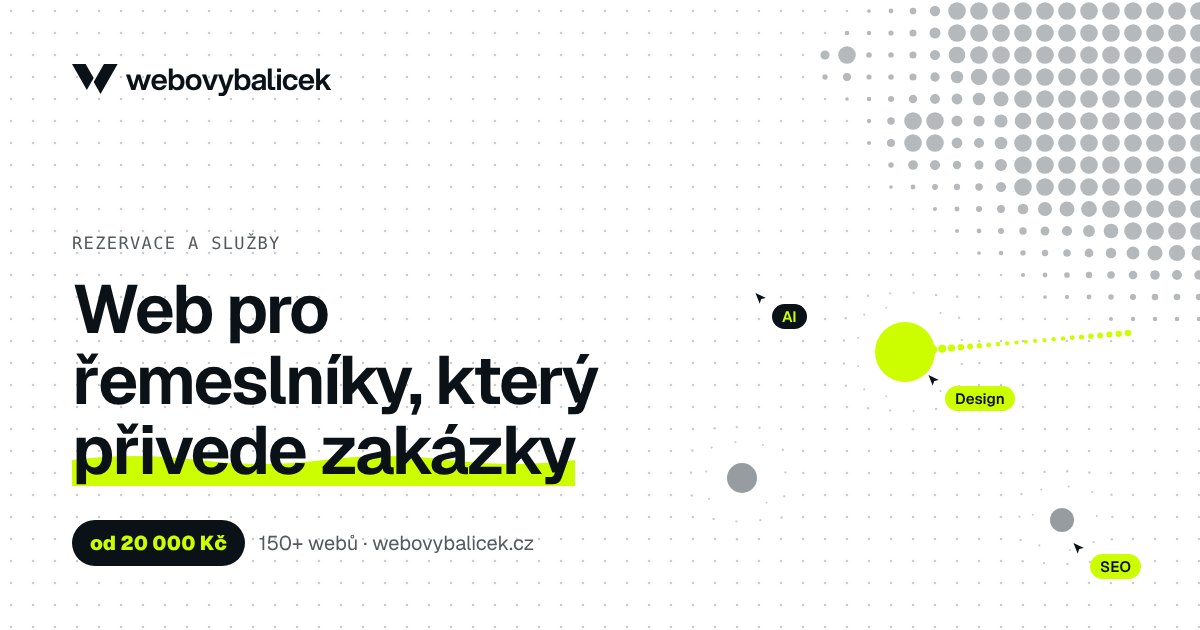 webovybalicek
REZERVACE A SLUŽBY
Web pro
řemeslníky, který
přivede zakázky
od 20 000 Kč
150+ webů · webovybalicek.cz
AI
Design
SEO